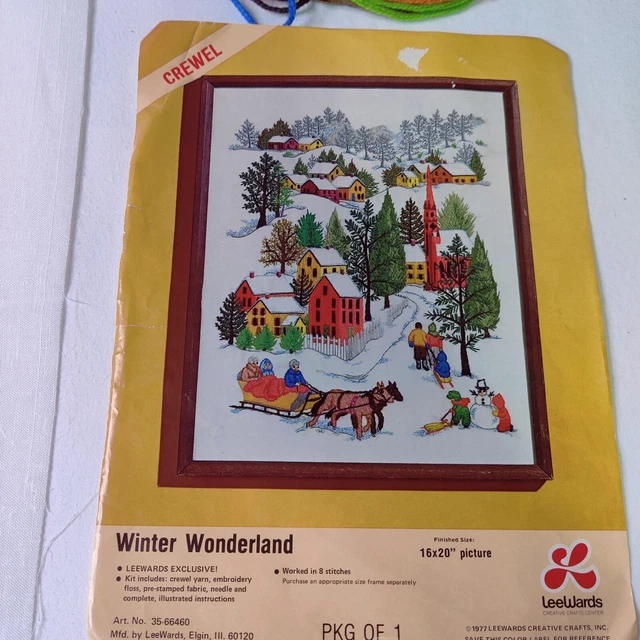 CREWEL
Winter Wonderland
Finished Size:
16x20" picture
● LEEWARDS EXCLUSIVE!
● Kit includes: crewel yarn, embroidery
floss, pre-stamped fabric, needle and
complete, illustrated instructions
● Worked in 8 stitches
Purchase an appropriate size frame separately
LeeWards
CREATIVE CRAFTS CENTER
Art. No. 35-66460
Mfd. by LeeWards, Elgin, Ill. 60120
PKG OF 1
©1977 LEEWARDS CREATIVE CRAFTS, INC.
SAVE THIS COLOR LABEL FOR REFERENCE